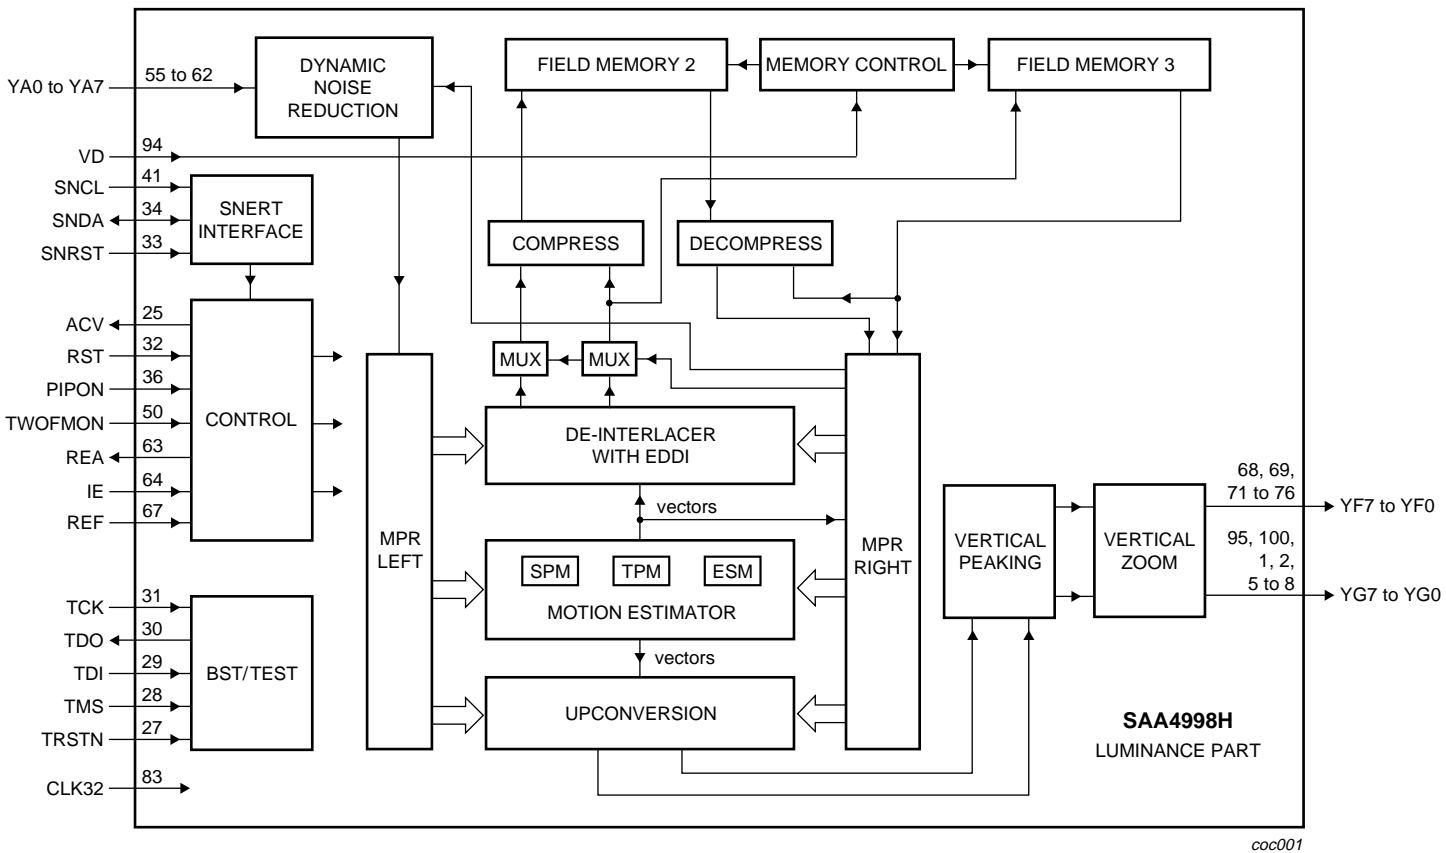 YA0 to YA7
55 to 62
DYNAMIC
NOISE
REDUCTION
FIELD MEMORY 2
MEMORY CONTROL
FIELD MEMORY 3
VD
94
SNCL
41
SNDA
34
SNRST
33
SNERT
INTERFACE
COMPRESS
DECOMPRESS
ACV
25
RST
32
PIPON
36
TWOFMON
50
REA
63
IE
64
REF
67
CONTROL
MUX
MUX
DE-INTERLACER
WITH EDDI
vectors
MPR
LEFT
MPR
RIGHT
SPM
TPM
ESM
MOTION ESTIMATOR
vectors
UPCONVERSION
VERTICAL
PEAKING
VERTICAL
ZOOM
68, 69,
71 to 76
YF7 to YF0
95, 100,
1, 2,
5 to 8
YG7 to YG0
TCK
31
TDO
30
TDI
29
TMS
28
TRSTN
27
BST/TEST
CLK32
83
SAA4998H
LUMINANCE PART
coc001